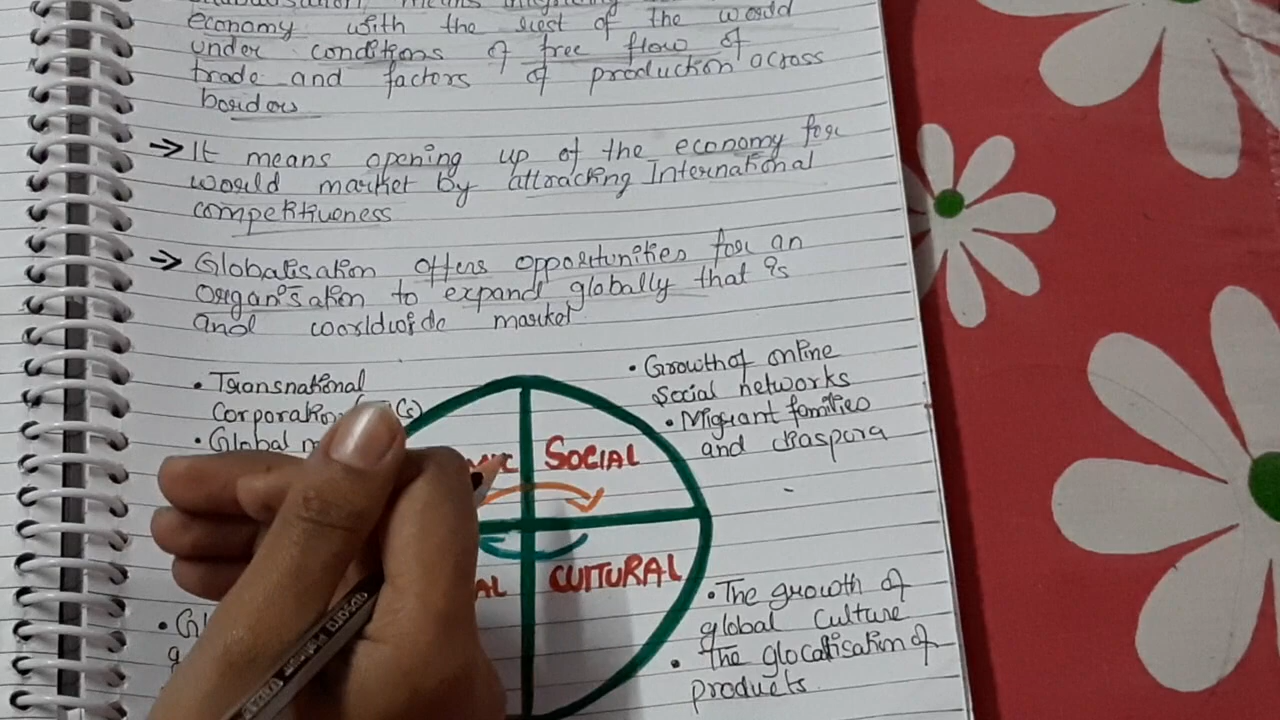 economy with the rest of the world
under conditions of free flow of
trade and factors of production across
borders
→ It means opening up of the economy for
world market by attracking International
competitiveness
→ Globalisation offers opportunities for an
Organisation to expand globally that is
and worldwide market
• Transnational
Corporation
• Global
• Growth of online
Social networks
• Migrant families
and diaspora
SOCIAL
CULTURAL
• The growth of
global Culture
• The glocalisation of
products.